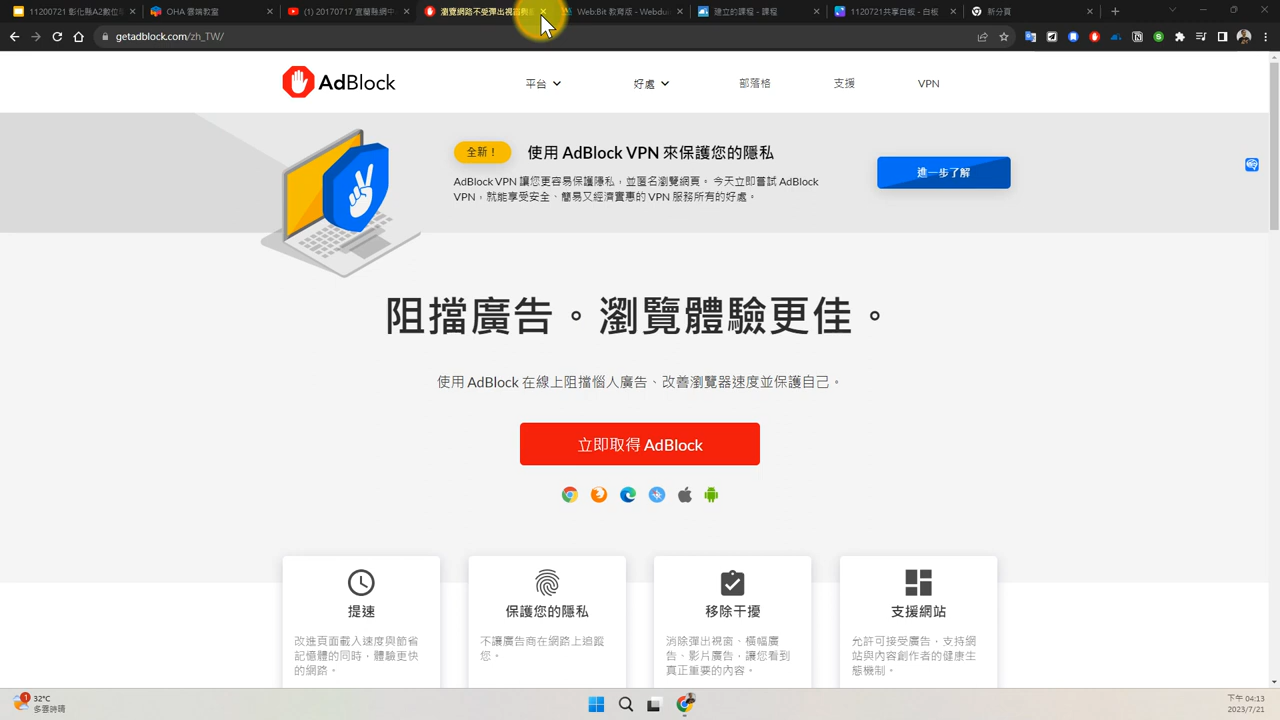 11200721 彰化縣A2數位
OHA 雲端教室
(1) 20170717 宜蘭縣網中
瀏覽網路不受彈出視窗與
Web:Bit 教育版 - Webdu
建立的課程 - 課程
11200721共享白板 - 白板
新分頁
getadblock.com/zh_TW/
AdBlock
平台
好處
部落格
支援
VPN
全新！
使用 AdBlock VPN 來保護您的隱私
AdBlock VPN 讓您更容易保護隱私，並匿名瀏覽網頁。今天立即嘗試 AdBlock
VPN，就能享受安全、簡易又經濟實惠的 VPN 服務所有的好處。
進一步了解
阻擋廣告。瀏覽體驗更佳。
使用 AdBlock 在線上阻擋惱人廣告、改善瀏覽器速度並保護自己。
立即取得 AdBlock
提速
改進頁面載入速度與節省
記憶體的同時，體驗更快
的網路。
保護您的隱私
不讓廣告商在網路上追蹤
您。
移除干擾
消除彈出視窗、橫幅廣
告、影片廣告，讓您看到
真正重要的內容。
支援網站
允許可接受廣告，支持網
站與內容創作者的健康生
態機制。
1
32°C
多雲時晴
下午 04:13
2023/7/21